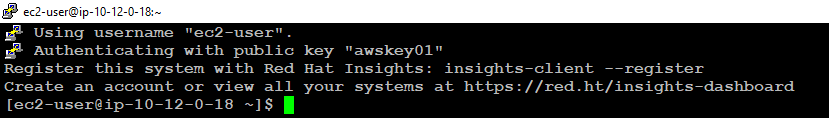 ec2-user@ip-10-12-0-18:~
Using username "ec2-user".
Authenticating with public key "awskey01"
Register this system with Red Hat Insights: insights-client --register
Create an account or view all your systems at https://red.ht/insights-dashboard
[ec2-user@ip-10-12-0-18 ~]$